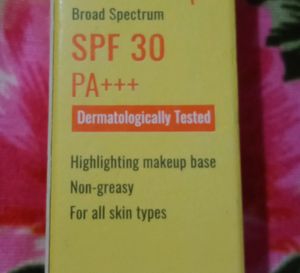 Broad Spectrum
SPF 30
PA+++
Dermatologically Tested
Highlighting makeup base
Non-greasy
For all skin types